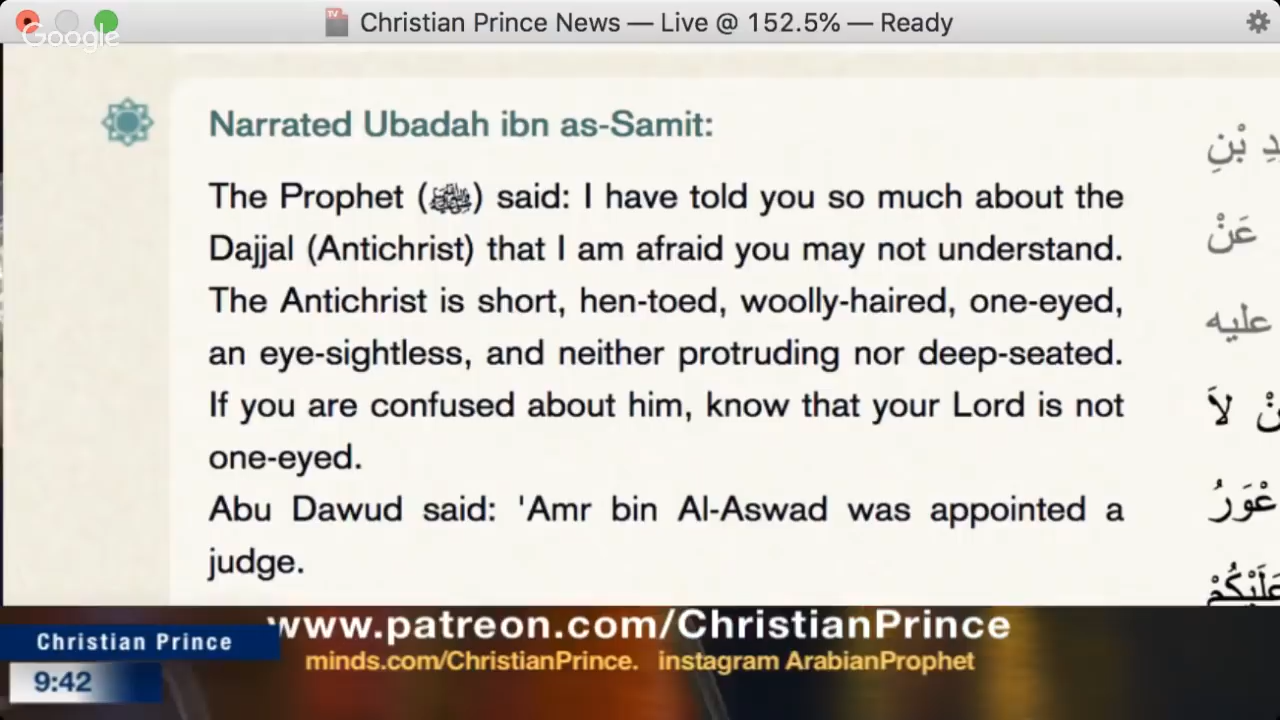 Christian Prince News — Live @ 152.5% — Ready
Google
Narrated Ubadah ibn as-Samit:
The Prophet (ﷺ) said: I have told you so much about the
Dajjal (Antichrist) that I am afraid you may not understand.
The Antichrist is short, hen-toed, woolly-haired, one-eyed,
an eye-sightless, and neither protruding nor deep-seated.
If you are confused about him, know that your Lord is not
one-eyed.
Abu Dawud said: 'Amr bin Al-Aswad was appointed a
judge.
بْنِ
عَنْ
عليه
لاَ
www.patreon.com/ChristianPrince
Christian Prince
minds.com/ChristianPrince. instagram ArabianProphet
9:42